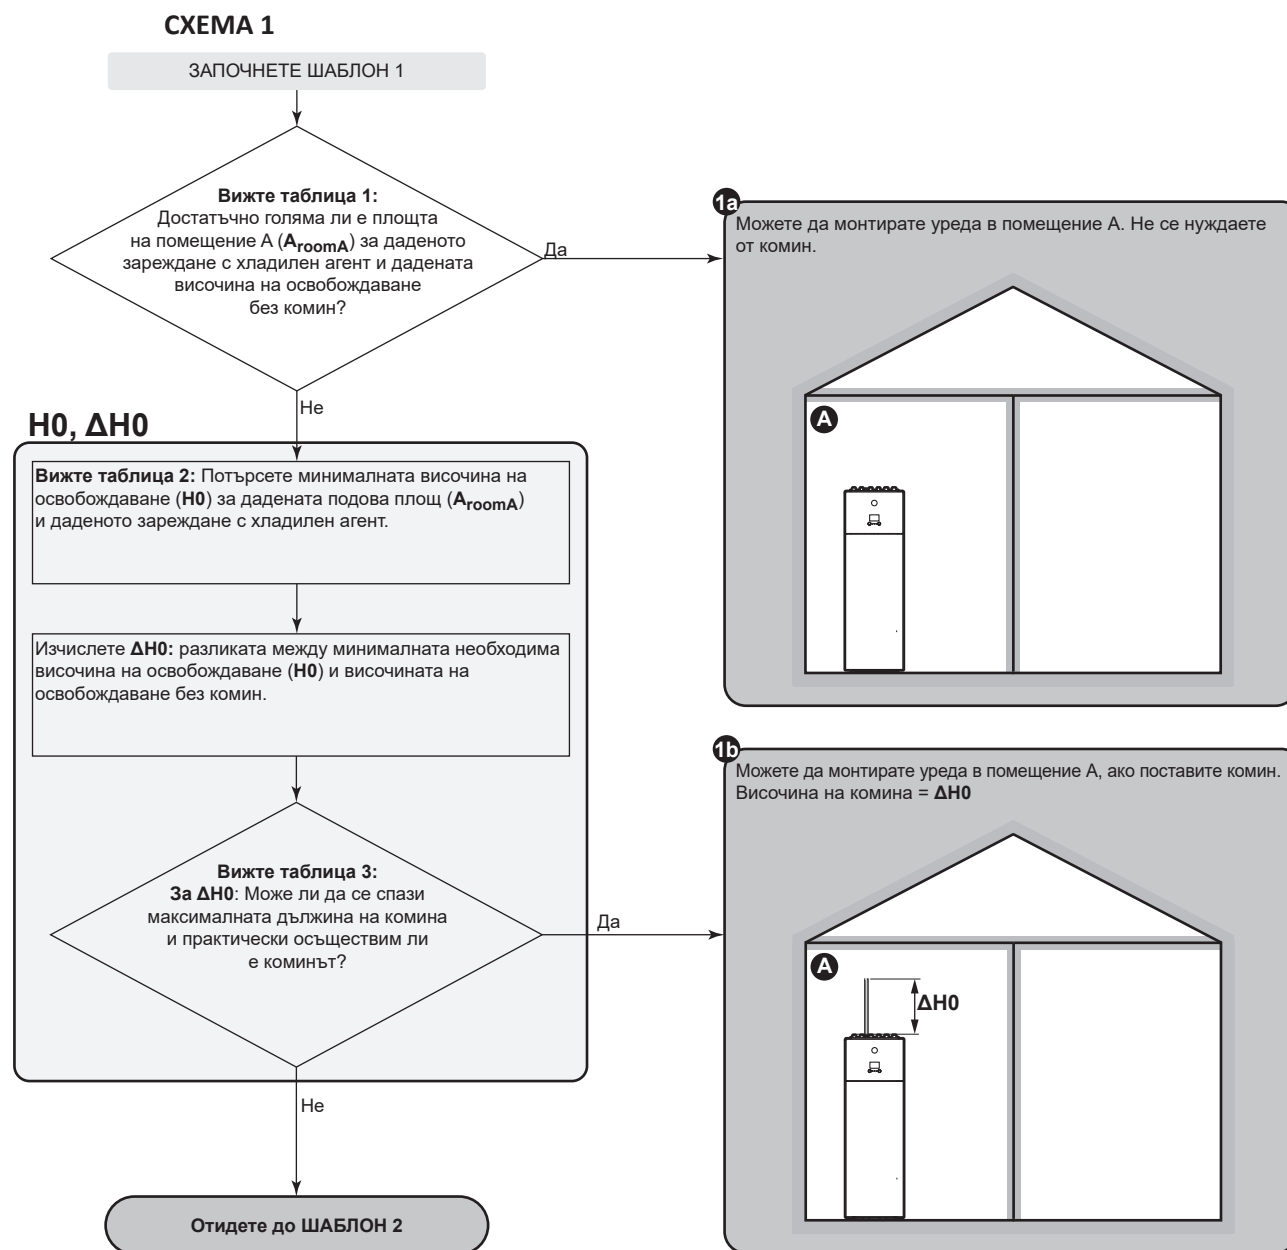 СХЕМА 1
ЗАПОЧНЕТЕ ШАБЛОН 1
Вижте таблица 1:
Достатъчно голяма ли е площта
на помещение A (AroomA) за даденото
зареждане с хладилен агент и дадената
височина на освобождаване
без комин?
Да
Не
1a
Можете да монтирате уреда в помещение A. Не се нуждаете
от комин.
A
H0, ΔH0
Вижте таблица 2: Потърсете минималната височина на
освобождаване (H0) за дадената подова площ (AroomA)
и даденото зареждане с хладилен агент.
Изчислете ΔH0: разликата между минималната необходима
височина на освобождаване (H0) и височината на
освобождаване без комин.
Вижте таблица 3:
За ΔH0: Може ли да се спази
максималната дължина на комина
и практически осъществим ли
е коминът?
Да
Не
1b
Можете да монтирате уреда в помещение A, ако поставите комин.
Височина на комина = ΔH0
A
ΔH0
Отидете до ШАБЛОН 2